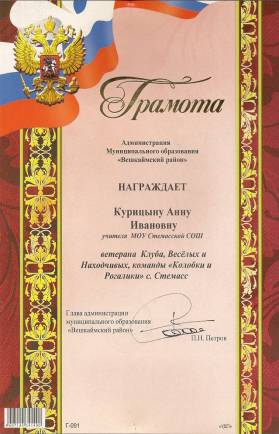 Грамота
Администрация
Муниципального образования
«Вешкаймский район»
НАГРАЖДАЕТ
Курицыну Анну
Ивановну
учителя МОУ Стемасской СОШ
ветерана Клуба, Весёлых и
Находчивых, команды «Колобки и
Рогалики» с. Стемасс
Глава администрации
муниципального образования
«Вешкаймский район»
П.Н. Петров
Г-091